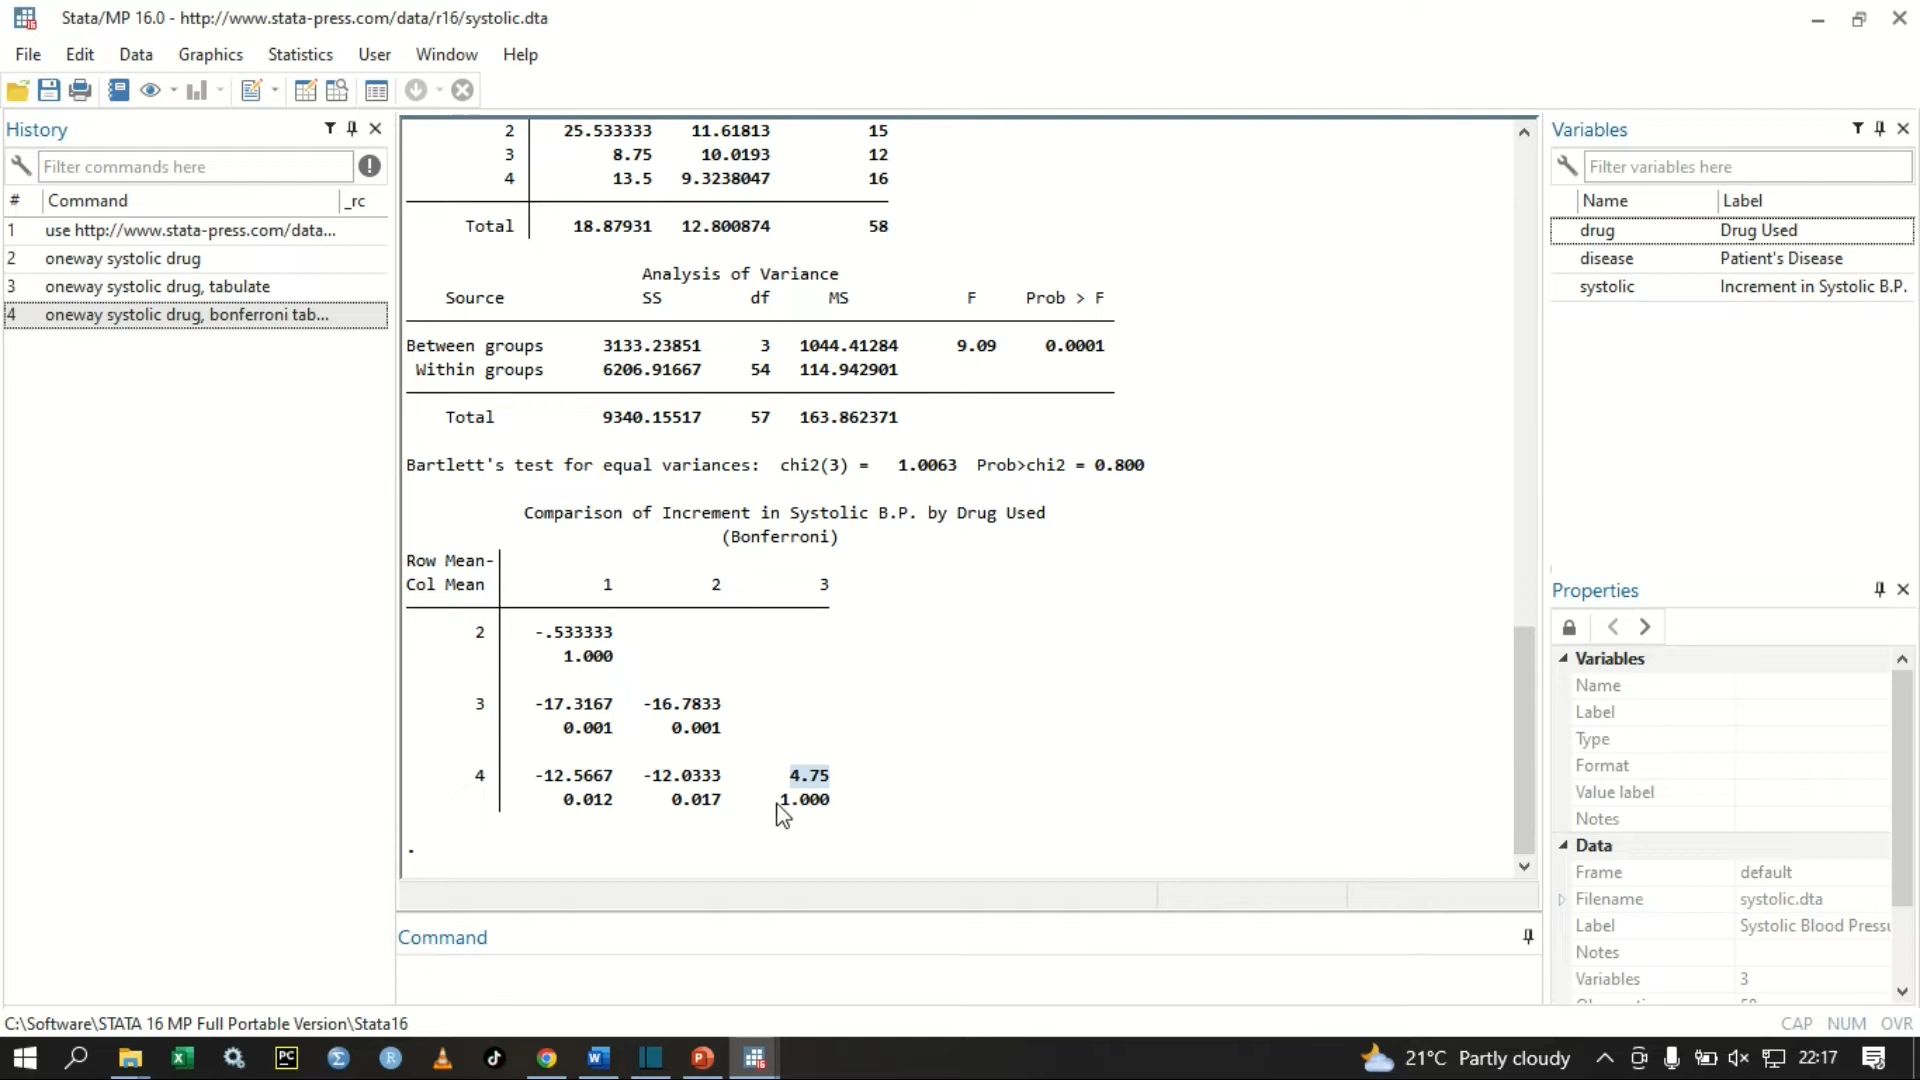 Stata/MP 16.0 - http://www.stata-press.com/data/r16/systolic.dta
File Edit Data Graphics Statistics User Window Help
History
Filter commands here
# Command _rc
1 use http://www.stata-press.com/data...
2 oneway systolic drug
3 oneway systolic drug, tabulate
4 oneway systolic drug, bonferroni tab...
2 25.533333 11.61813 15
3 8.75 10.0193 12
4 13.5 9.3238047 16
Total 18.87931 12.800874 58
Analysis of Variance
Source SS df MS F Prob > F
Between groups 3133.23851 3 1044.41284 9.09 0.0001
Within groups 6206.91667 54 114.942901
Total 9340.15517 57 163.862371
Bartlett's test for equal variances: chi2(3) = 1.0063 Prob>chi2 = 0.800
Comparison of Increment in Systolic B.P. by Drug Used
(Bonferroni)
Row Mean-
Col Mean 1 2 3
2 -.533333
1.000
3 -17.3167 -16.7833
0.001 0.001
4 -12.5667 -12.0333 4.75
0.012 0.017 1.000
.
Command
Variables
Filter variables here
Name Label
drug Drug Used
disease Patient's Disease
systolic Increment in Systolic B.P.
Properties
Variables
Name
Label
Type
Format
Value label
Notes
Data
Frame default
Filename systolic.dta
Label Systolic Blood Pressu
Notes
Variables 3
C:\Software\STATA 16 MP Full Portable Version\Stata16
CAP NUM OVR
21°C Partly cloudy 22:17